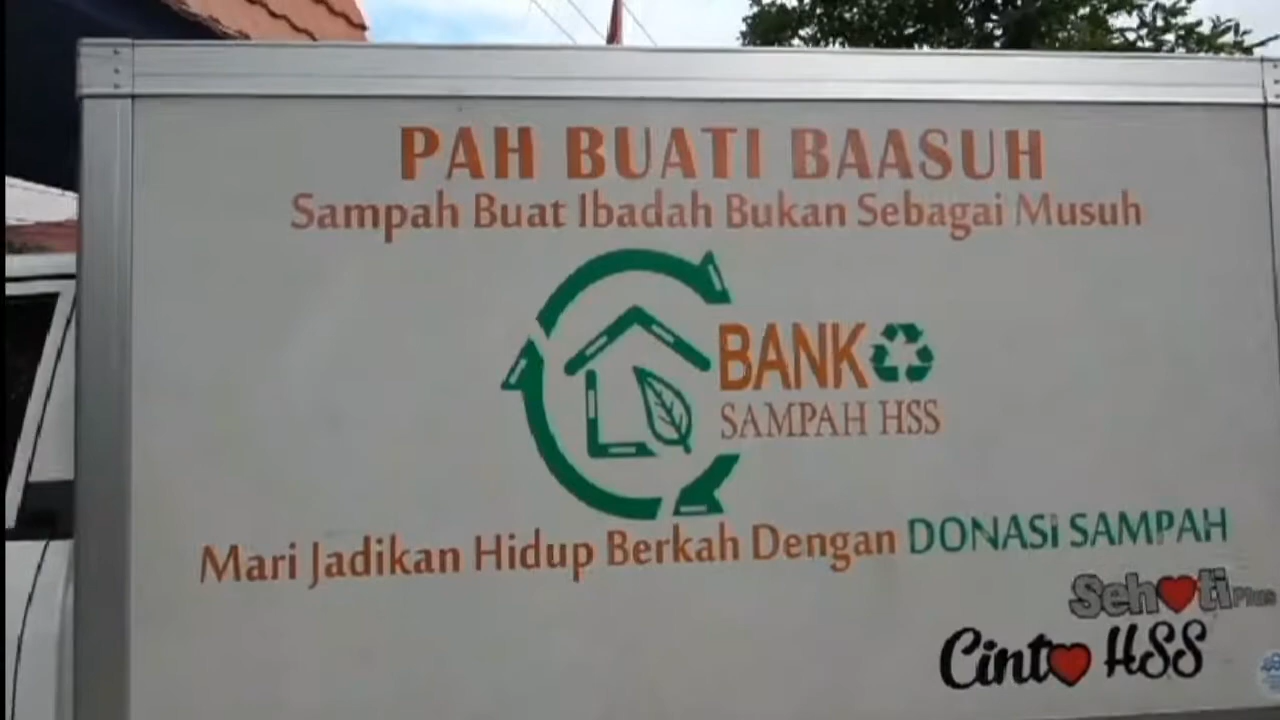 PAH BUATI BAASUH
Sampah Buat Ibadah Bukan Sebagai Musuh
BANK
SAMPAH HSS
Mari Jadikan Hidup Berkah Dengan DONASI SAMPAH
Sehati Plus
Cinta HSS